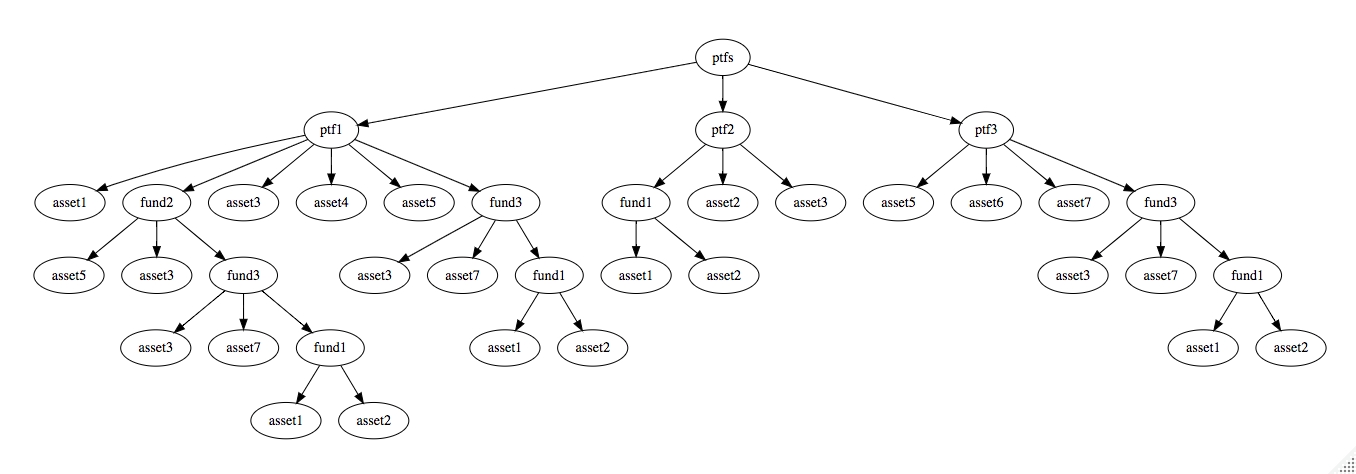 ptfs
ptf1 ptf2 ptf3
asset1 fund2 asset3 asset4 asset5 fund3 fund1 asset2 asset3 asset5 asset6 asset7 fund3
asset5 asset3 fund3 asset3 asset7 fund1 asset1 asset2 asset3 asset7 fund1
asset3 asset7 fund1 asset1 asset2 asset1 asset2
asset1 asset2